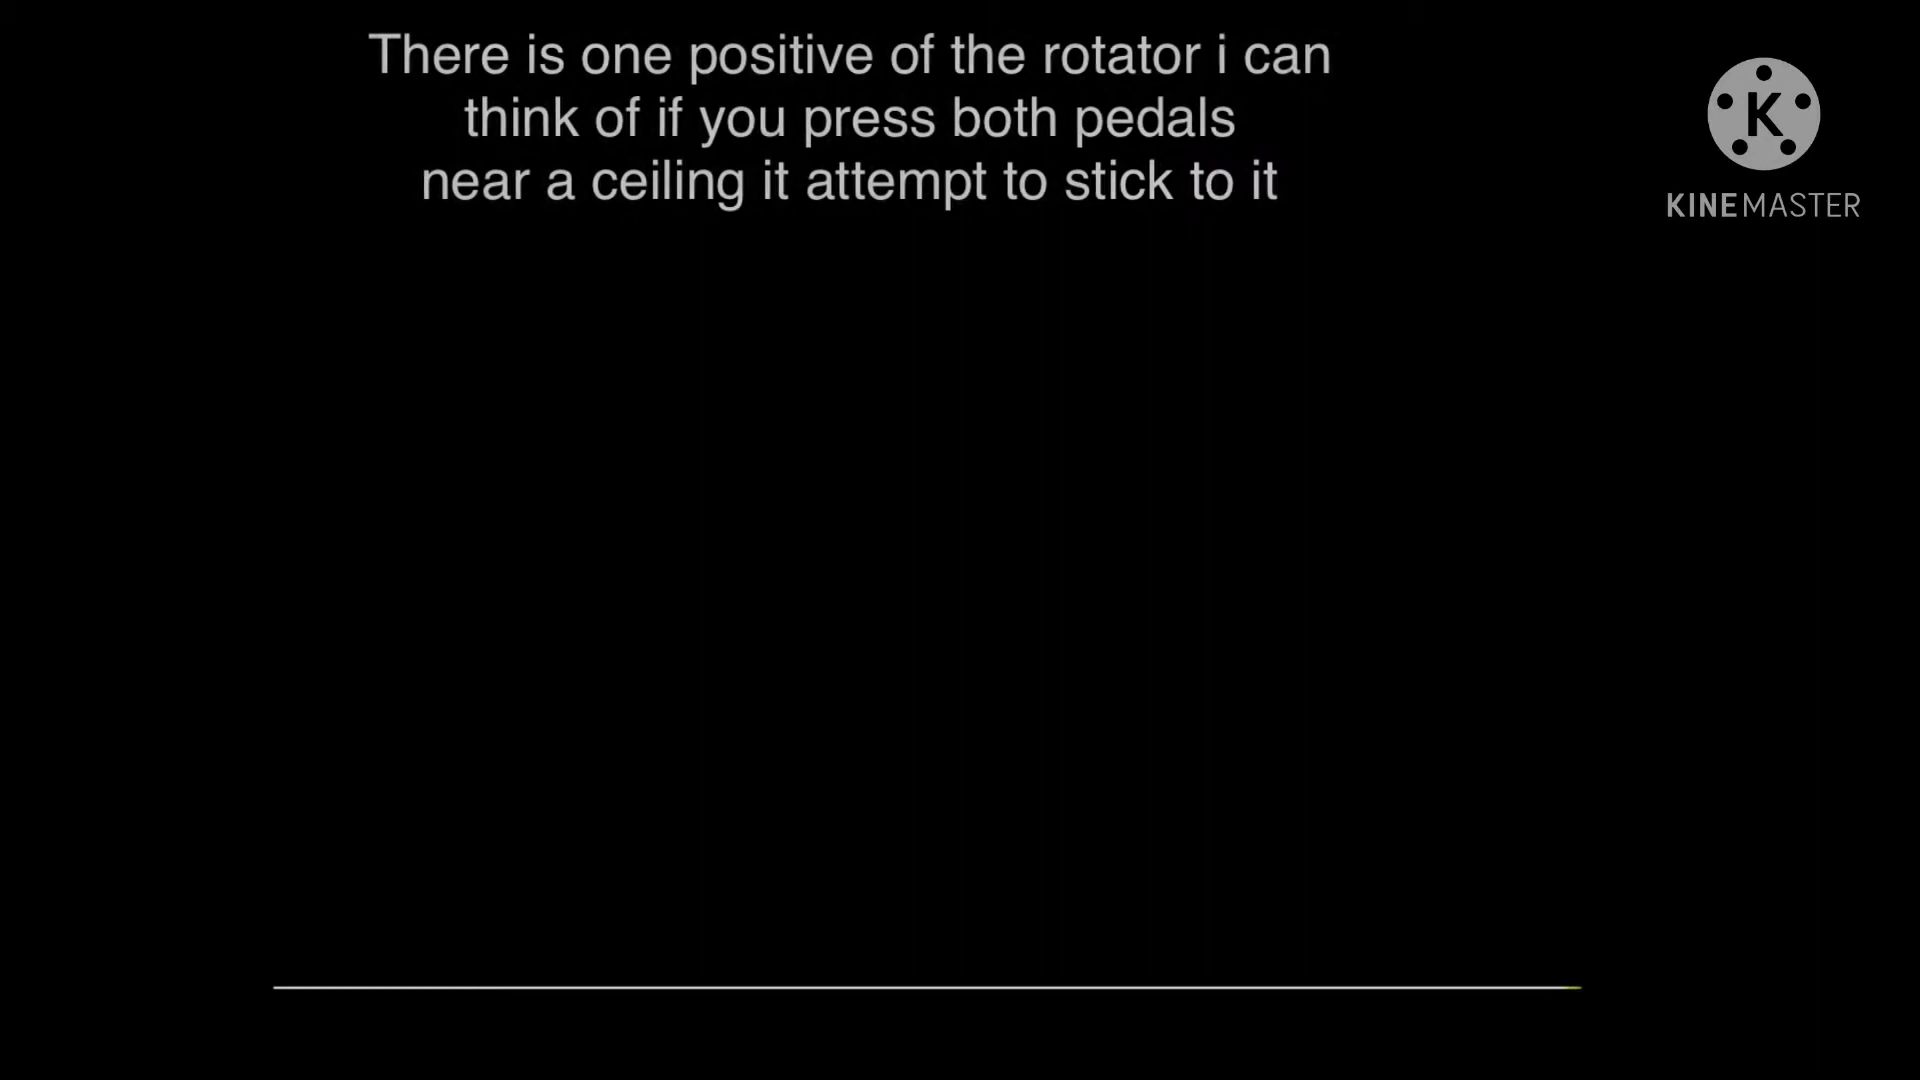 There is one positive of the rotator i can
think of if you press both pedals
near a ceiling it attempt to stick to it
K
KINEMASTER